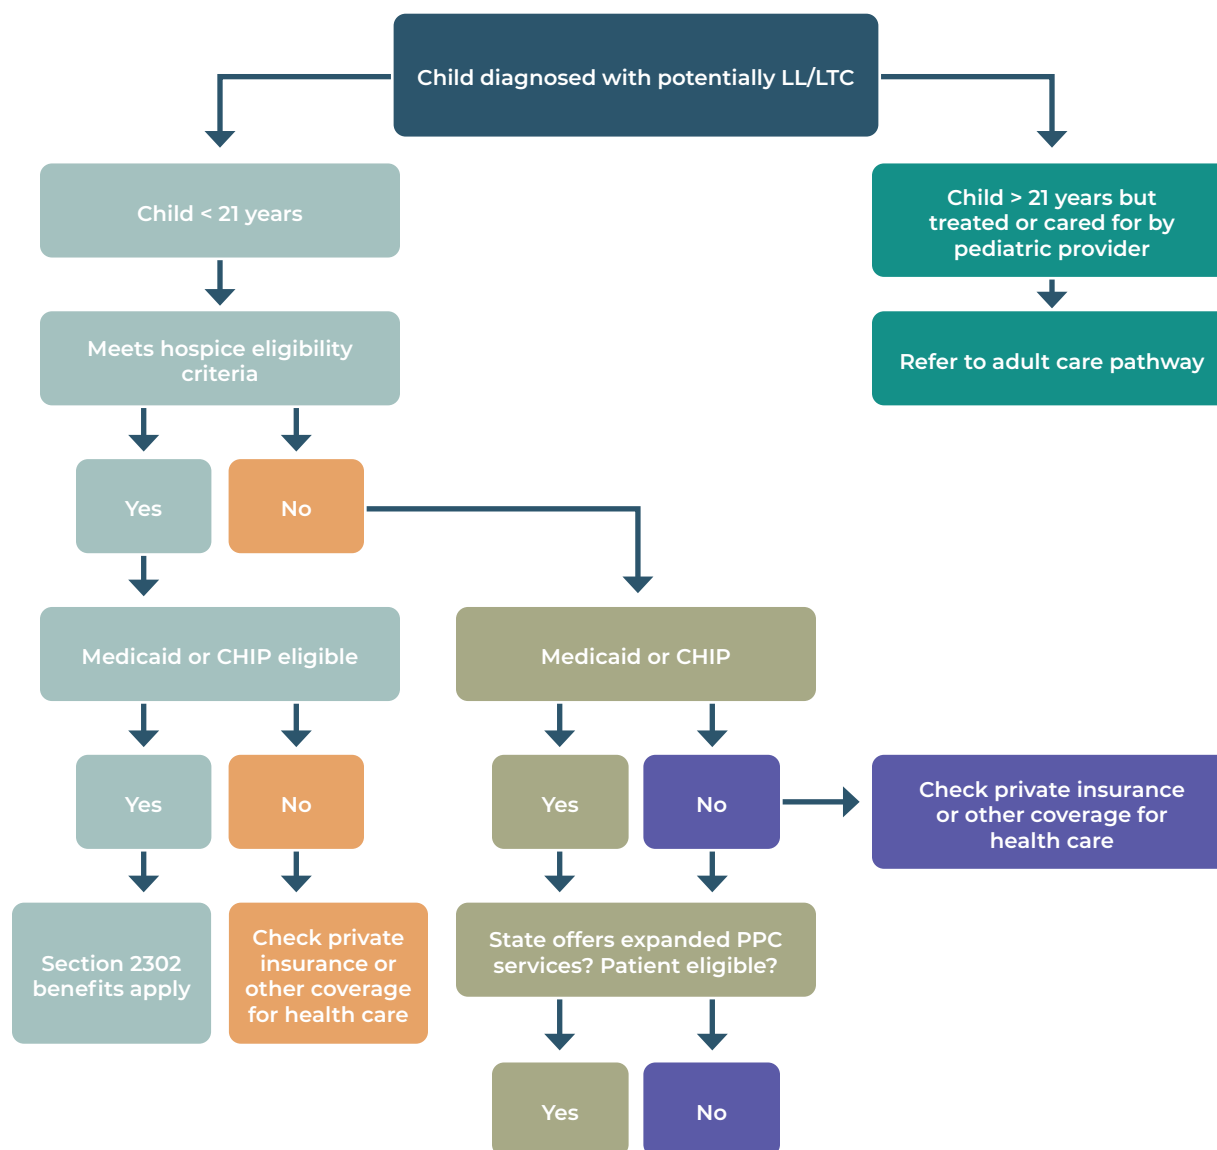 Child diagnosed with potentially LL/LTC
Child < 21 years
Child > 21 years but
treated or cared for by
pediatric provider
Meets hospice eligibility
criteria
Refer to adult care pathway
Yes
No
Medicaid or CHIP eligible
Medicaid or CHIP
Yes
No
Yes
No
Check private insurance
or other coverage for
health care
Section 2302
benefits apply
Check private
insurance or
other coverage
for health care
State offers expanded PPC
services? Patient eligible?
Yes
No